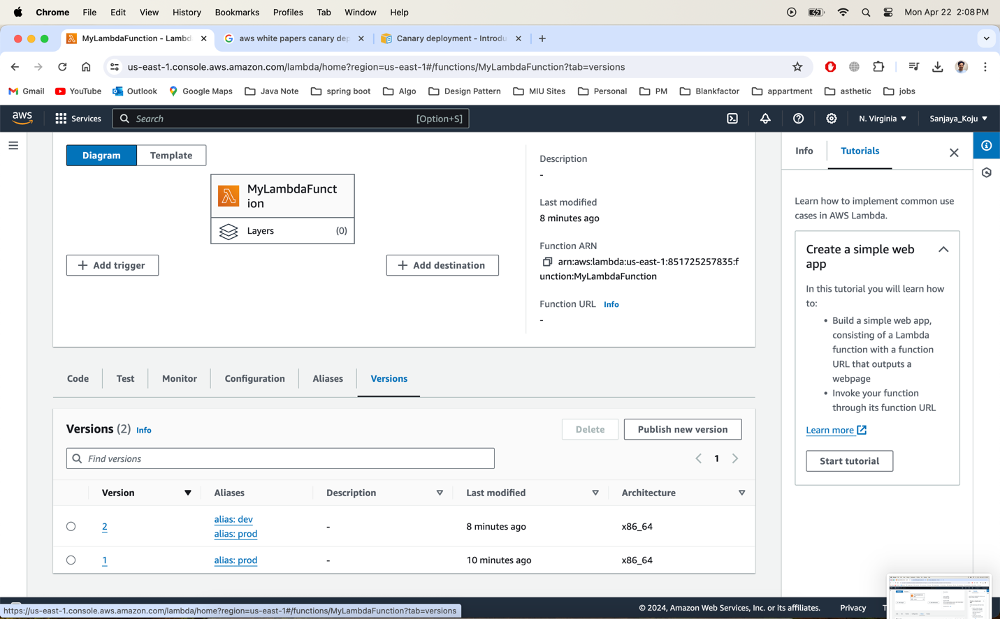 Chrome File Edit View History Bookmarks Profiles Tab Window Help Mon Apr 22 2:08 PM
MyLambdaFunction - Lambd aws white papers canary de Canary deployment - Introdu
us-east-1.console.aws.amazon.com/lambda/home?region=us-east-1#/functions/MyLambdaFunction?tab=versions
Gmail YouTube Outlook Google Maps Java Note spring boot Algo Design Pattern MIU Sites Personal PM Blankfactor appartment asthetic jobs
aws Services Search [Option+S] N. Virginia Sanjaya_Koju
Diagram Template
MyLambdaFunct
ion
Layers (0)
+ Add trigger
+ Add destination
Description
-
Last modified
8 minutes ago
Function ARN
arn:aws:lambda:us-east-1:851725257835:f
unction:MyLambdaFunction
Function URL Info
-
Info Tutorials
Learn how to implement common use
cases in AWS Lambda.
Create a simple web
app
In this tutorial you will learn how
to:
• Build a simple web app,
consisting of a Lambda
function with a function
URL that outputs a
webpage
• Invoke your function
through its function URL
Learn more
Start tutorial
Code Test Monitor Configuration Aliases Versions
Versions (2) Info
Delete Publish new version
Find versions
1
Version Aliases Description Last modified Architecture
2 alias: dev - 8 minutes ago x86_64
alias: prod
1 alias: prod - 10 minutes ago x86_64
https://us-east-1.console.aws.amazon.com/lambda/home?region=us-east-1#/functions/MyLambdaFunction?tab=versions
© 2024, Amazon Web Services, Inc. or its affiliates. Privacy